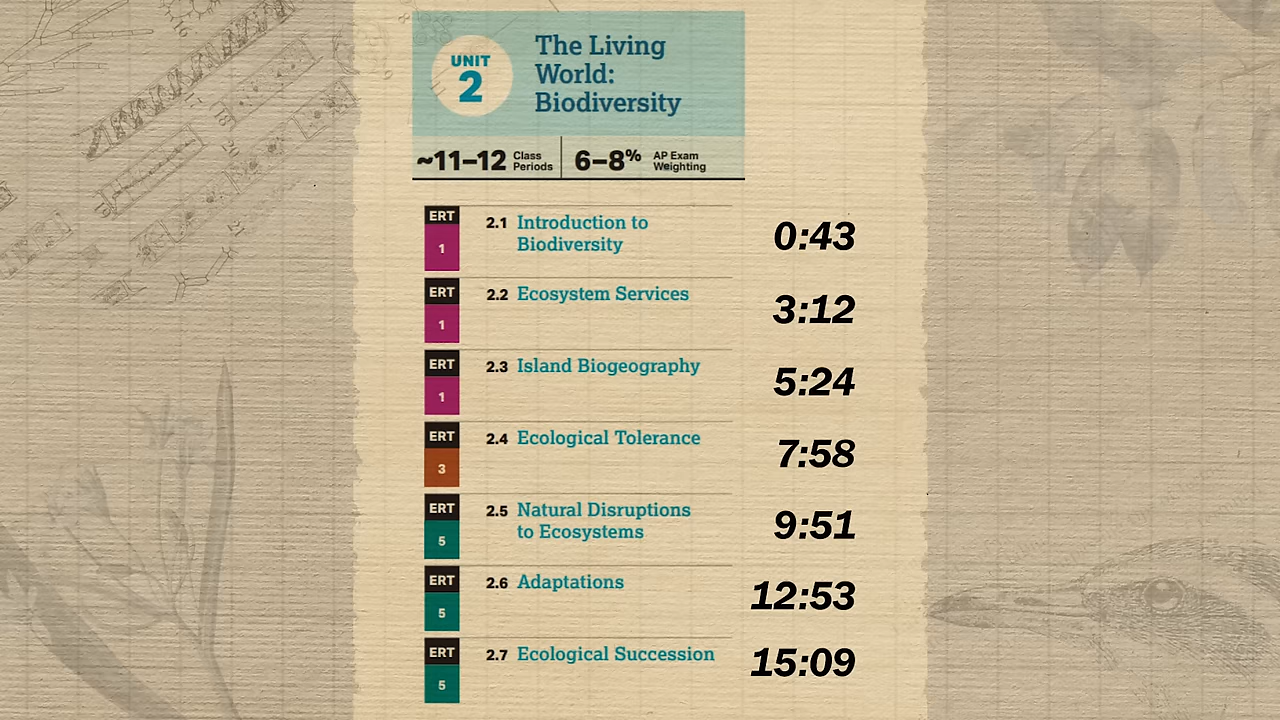 UNIT
2
The Living
World:
Biodiversity
~11–12 Class Periods
6–8% AP Exam Weighting
ERT
1
2.1 Introduction to
Biodiversity
0:43
ERT
1
2.2 Ecosystem Services
3:12
ERT
1
2.3 Island Biogeography
5:24
ERT
3
2.4 Ecological Tolerance
7:58
ERT
5
2.5 Natural Disruptions
to Ecosystems
9:51
ERT
5
2.6 Adaptations
12:53
ERT
5
2.7 Ecological Succession
15:09